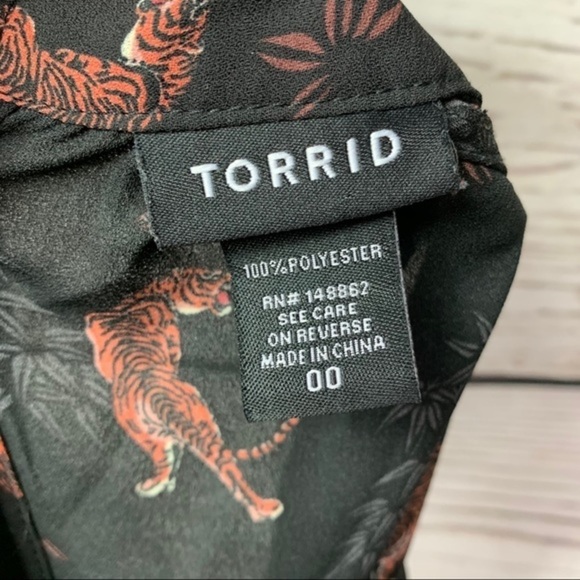 TORRID
100% POLYESTER
RN# 148862
SEE CARE
ON REVERSE
MADE IN CHINA
00